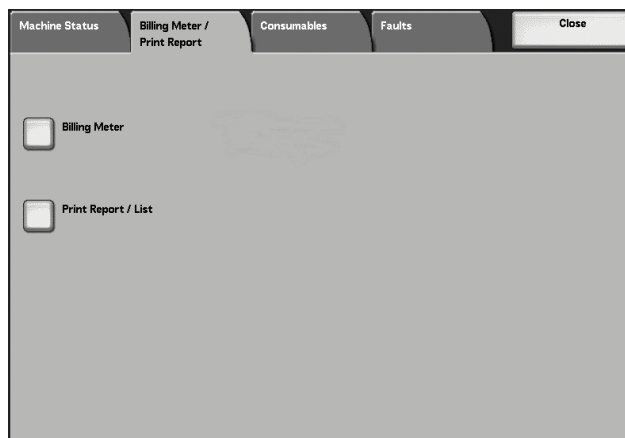 Machine Status
Billing Meter /
Print Report
Consumables
Faults
Close
Billing Meter
Print Report / List